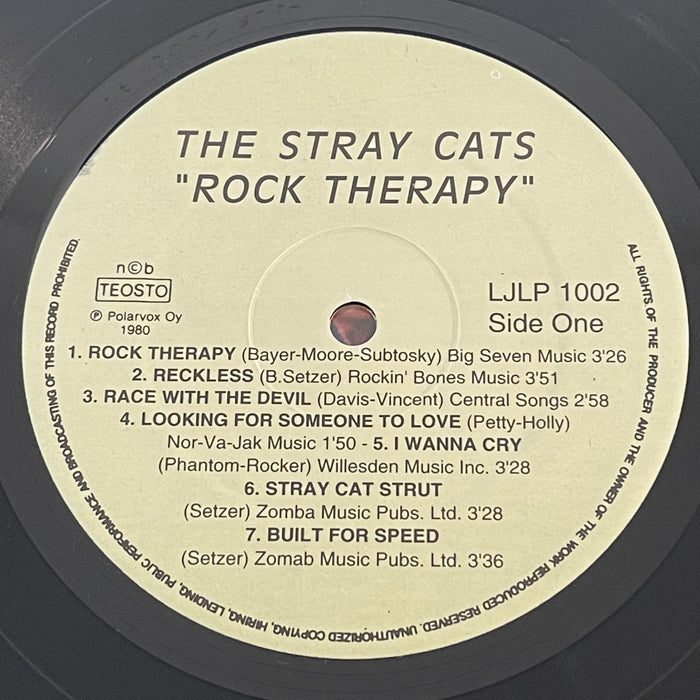 THE STRAY CATS
"ROCK THERAPY"
n©b
TEOSTO
℗ Polarvox Oy
1980
LJLP 1002
Side One
1. ROCK THERAPY (Bayer-Moore-Subtosky) Big Seven Music 3'26
2. RECKLESS (B.Setzer) Rockin' Bones Music 3'51
3. RACE WITH THE DEVIL (Davis-Vincent) Central Songs 2'58
4. LOOKING FOR SOMEONE TO LOVE (Petty-Holly)
Nor-Va-Jak Music 1'50 - 5. I WANNA CRY
(Phantom-Rocker) Willesden Music Inc. 3'28
6. STRAY CAT STRUT
(Setzer) Zomba Music Pubs. Ltd. 3'28
7. BUILT FOR SPEED
(Setzer) Zomab Music Pubs. Ltd. 3'36
ALL RIGHTS OF THE PRODUCER AND THE OWNER OF THE WORK REPRODUCED RESERVED. UNAUTHORIZED COPYING, HIRING, LENDING, PUBLIC PERFORMANCE AND BROADCASTING OF THIS RECORD PROHIBITED.